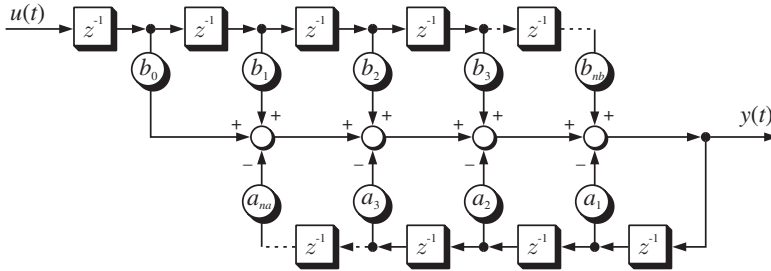 u(t) z⁻¹ z⁻¹ z⁻¹ z⁻¹ z⁻¹
b₀ b₁ b₂ b₃ b_nb
+ + + +
+ + + + y(t)
− − − −
a_na a₃ a₂ a₁
z⁻¹ z⁻¹ z⁻¹ z⁻¹